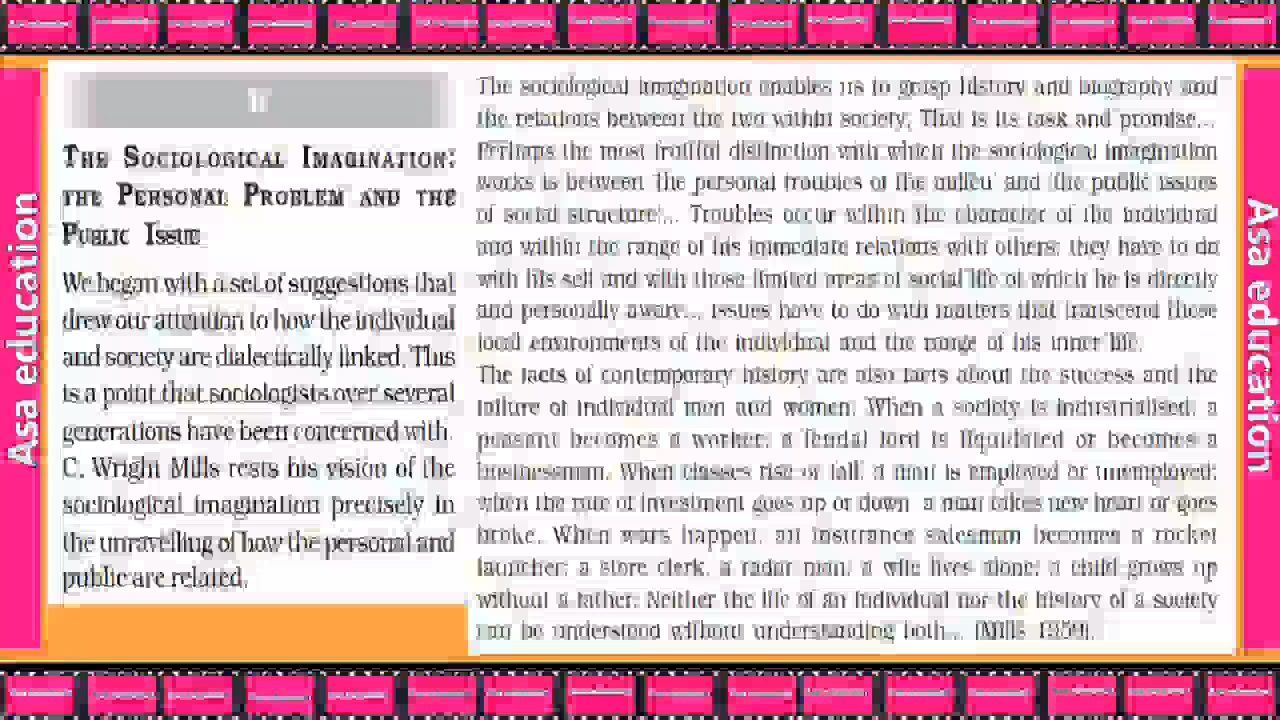 II
THE SOCIOLOGICAL IMAGINATION:
THE PERSONAL PROBLEM AND THE
PUBLIC ISSUE
We began with a set of suggestions that
drew our attention to how the individual
and society are dialectically linked. This
is a point that sociologists over several
generations have been concerned with.
C. Wright Mills rests his vision of the
sociological imagination precisely in
the unravelling of how the personal and
public are related.
The sociological imagination enables us to grasp history and biography and
the relations between the two within society. That is its task and promise...
Perhaps the most fruitful distinction with which the sociological imagination
works is between 'the personal troubles of the milieu' and 'the public issues
of social structure'... Troubles occur within the character of the individual
and within the range of his immediate relations with others; they have to do
with his self and with those limited areas of social life of which he is directly
and personally aware... Issues have to do with matters that transcend these
local environments of the individual and the range of his inner life.
The facts of contemporary history are also facts about the success and the
failure of individual men and women. When a society is industrialised, a
peasant becomes a worker; a feudal lord is liquidated or becomes a
businessman. When classes rise or fall, a man is employed or unemployed;
when the rate of investment goes up or down, a man takes new heart or goes
broke. When wars happen, an insurance salesman becomes a rocket
launcher; a store clerk, a radar man; a wife lives alone; a child grows up
without a father. Neither the life of an individual nor the history of a society
can be understood without understanding both... (Mills 1959).
Asa education
Asa education